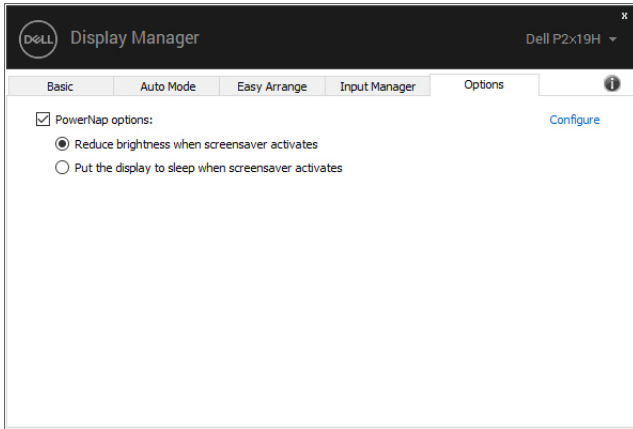 x
DELL Display Manager Dell P2x19H
Basic Auto Mode Easy Arrange Input Manager Options i
PowerNap options: Configure
Reduce brightness when screensaver activates
Put the display to sleep when screensaver activates